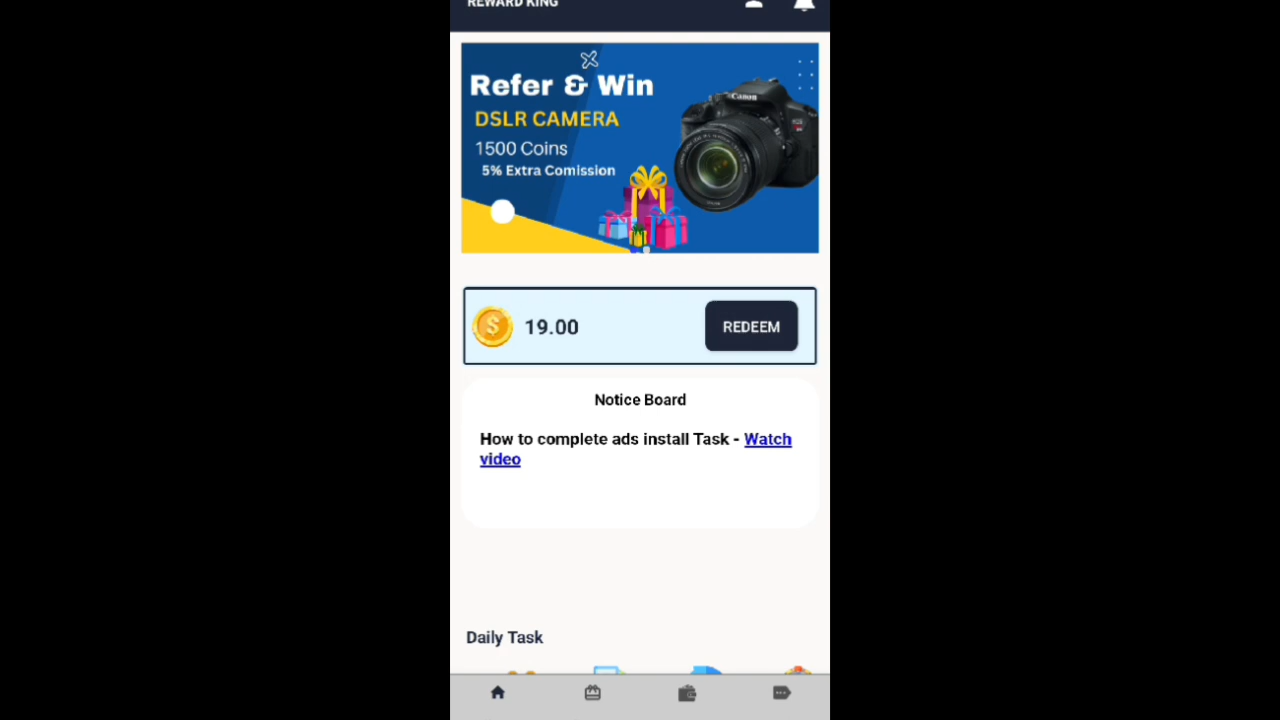 REWARD KING
Refer & Win
DSLR CAMERA
1500 Coins
5% Extra Comission
Canon
19.00
REDEEM
Notice Board
How to complete ads install Task - Watch
video
Daily Task